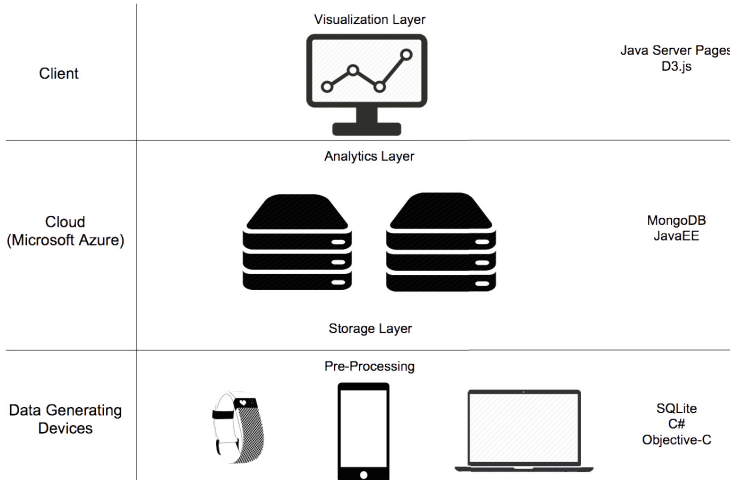 Visualization Layer
Client
Java Server Pages
D3.js
Analytics Layer
Cloud
(Microsoft Azure)
MongoDB
JavaEE
Storage Layer
Pre-Processing
Data Generating
Devices
SQLite
C#
Objective-C